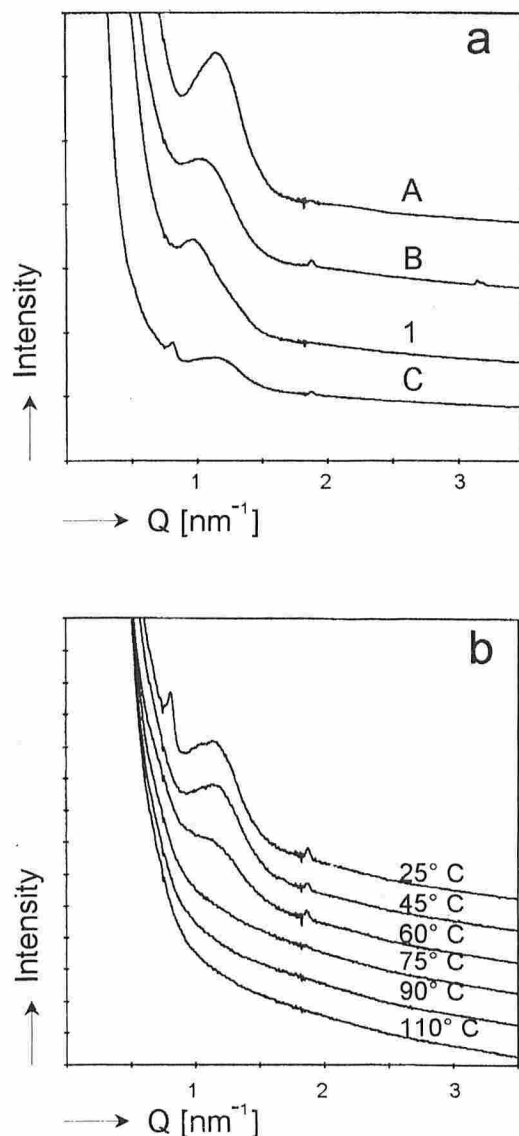 a
A
B
1
C
Intensity
1 2 3
Q [nm⁻¹]
b
25° C
45° C
60° C
75° C
90° C
110° C
Intensity
1 2 3
Q [nm⁻¹]